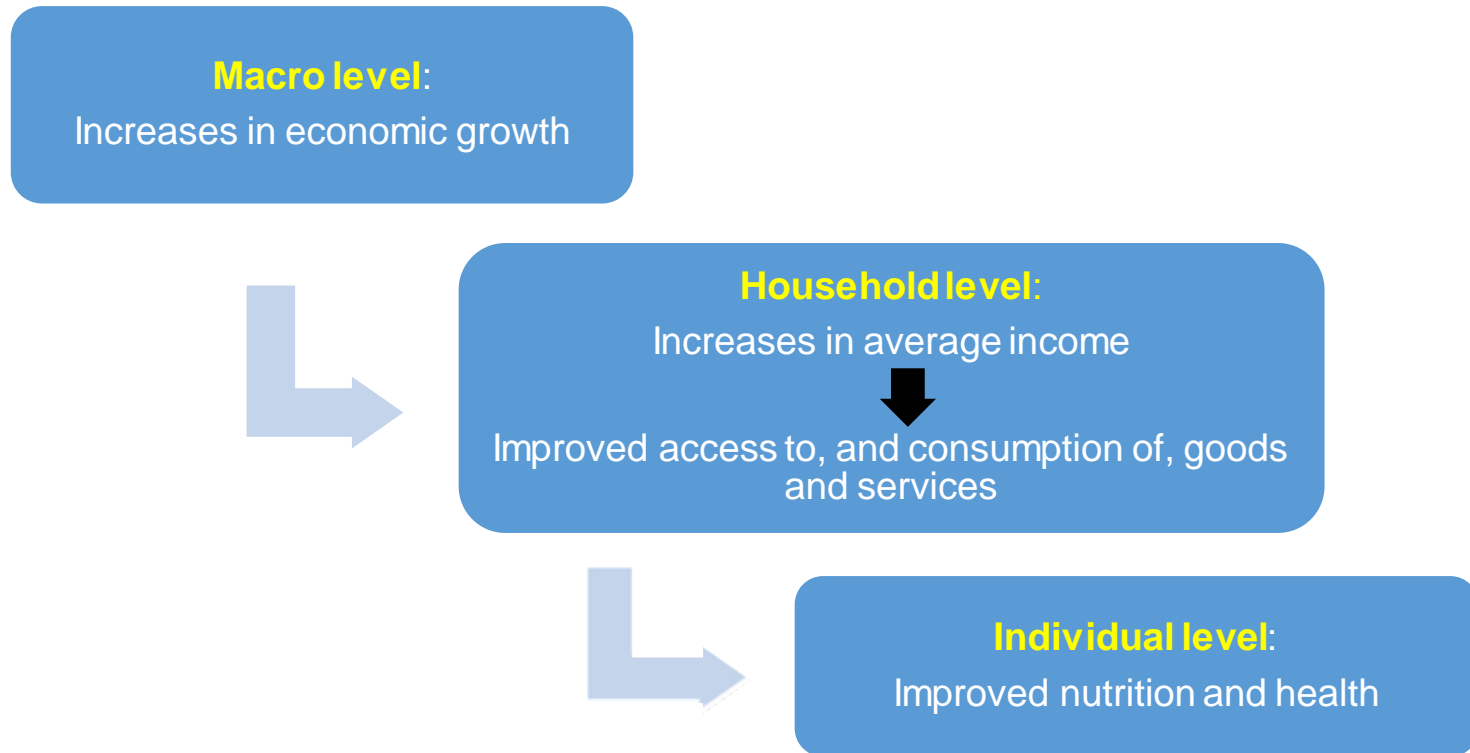 Macro level:
Increases in economic growth
Household level:
Increases in average income
Improved access to, and consumption of, goods
and services
Individual level:
Improved nutrition and health